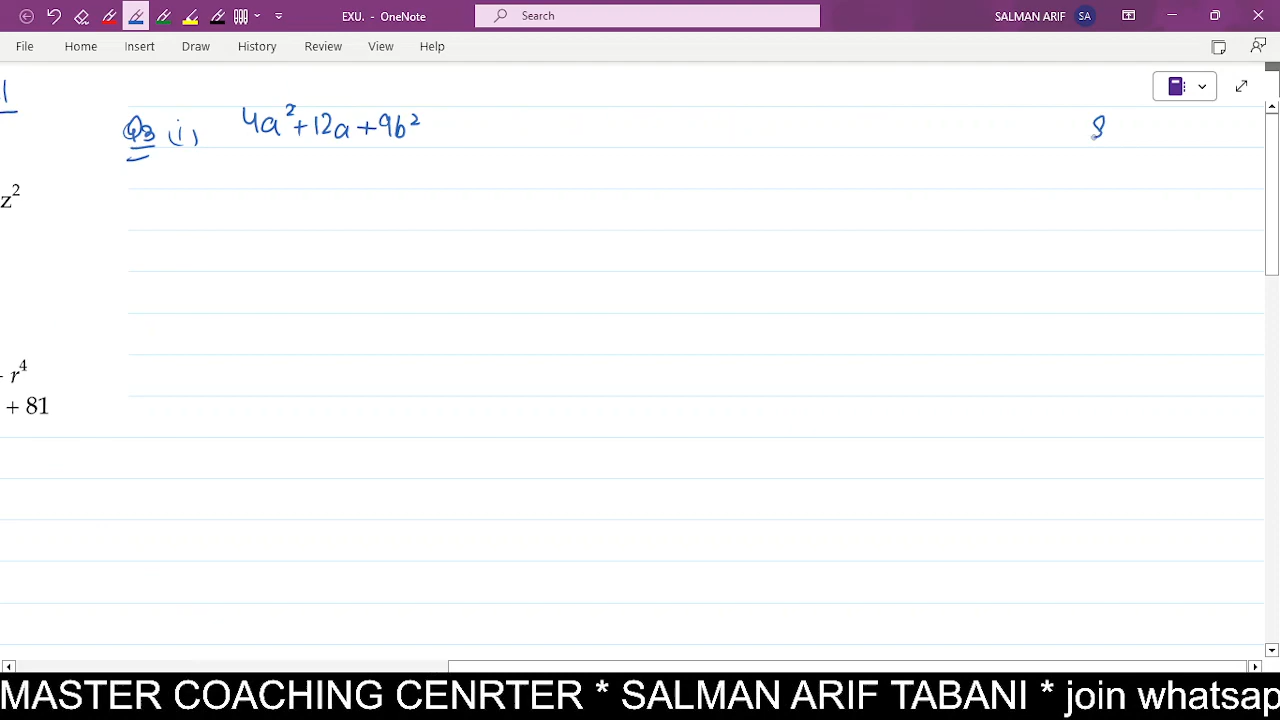 EXU. - OneNote
Search
SALMAN ARIF
SA
File Home Insert Draw History Review View Help
1
Q3 (i) 4a²+12a+9b²
8
z²
- r⁴
+ 81
MASTER COACHING CENRTER * SALMAN ARIF TABANI * join whatsap